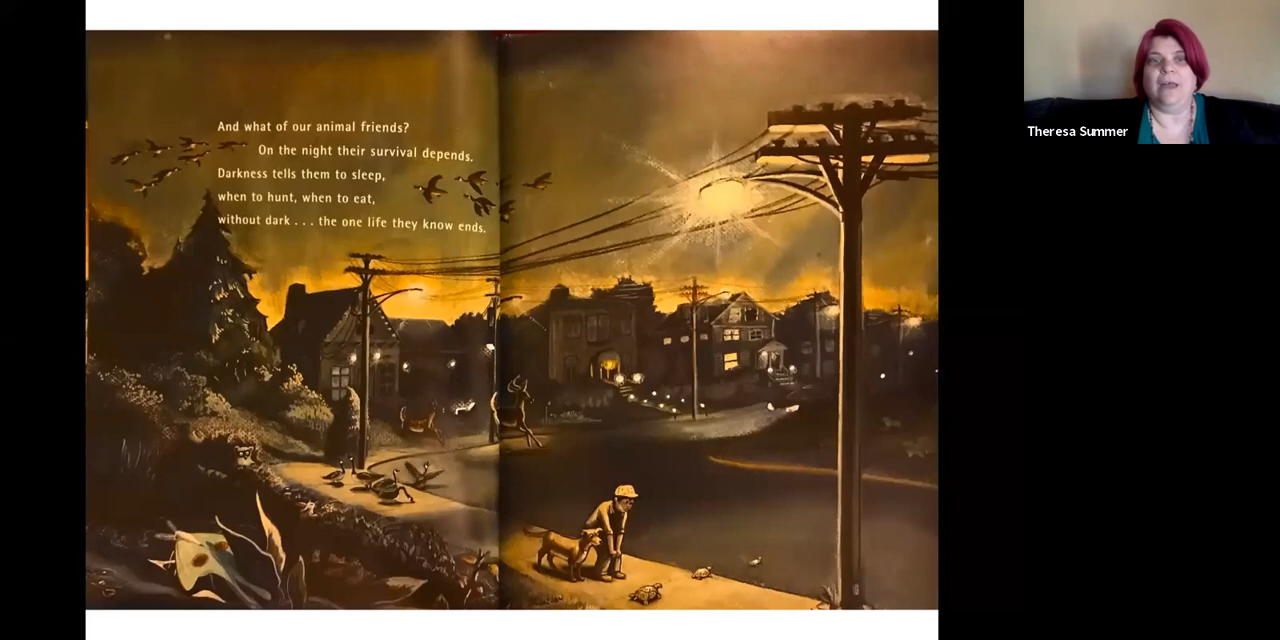 And what of our animal friends?
On the night their survival depends.
Darkness tells them to sleep,
when to hunt, when to eat,
without dark . . . the one life they know ends.
Theresa Summer